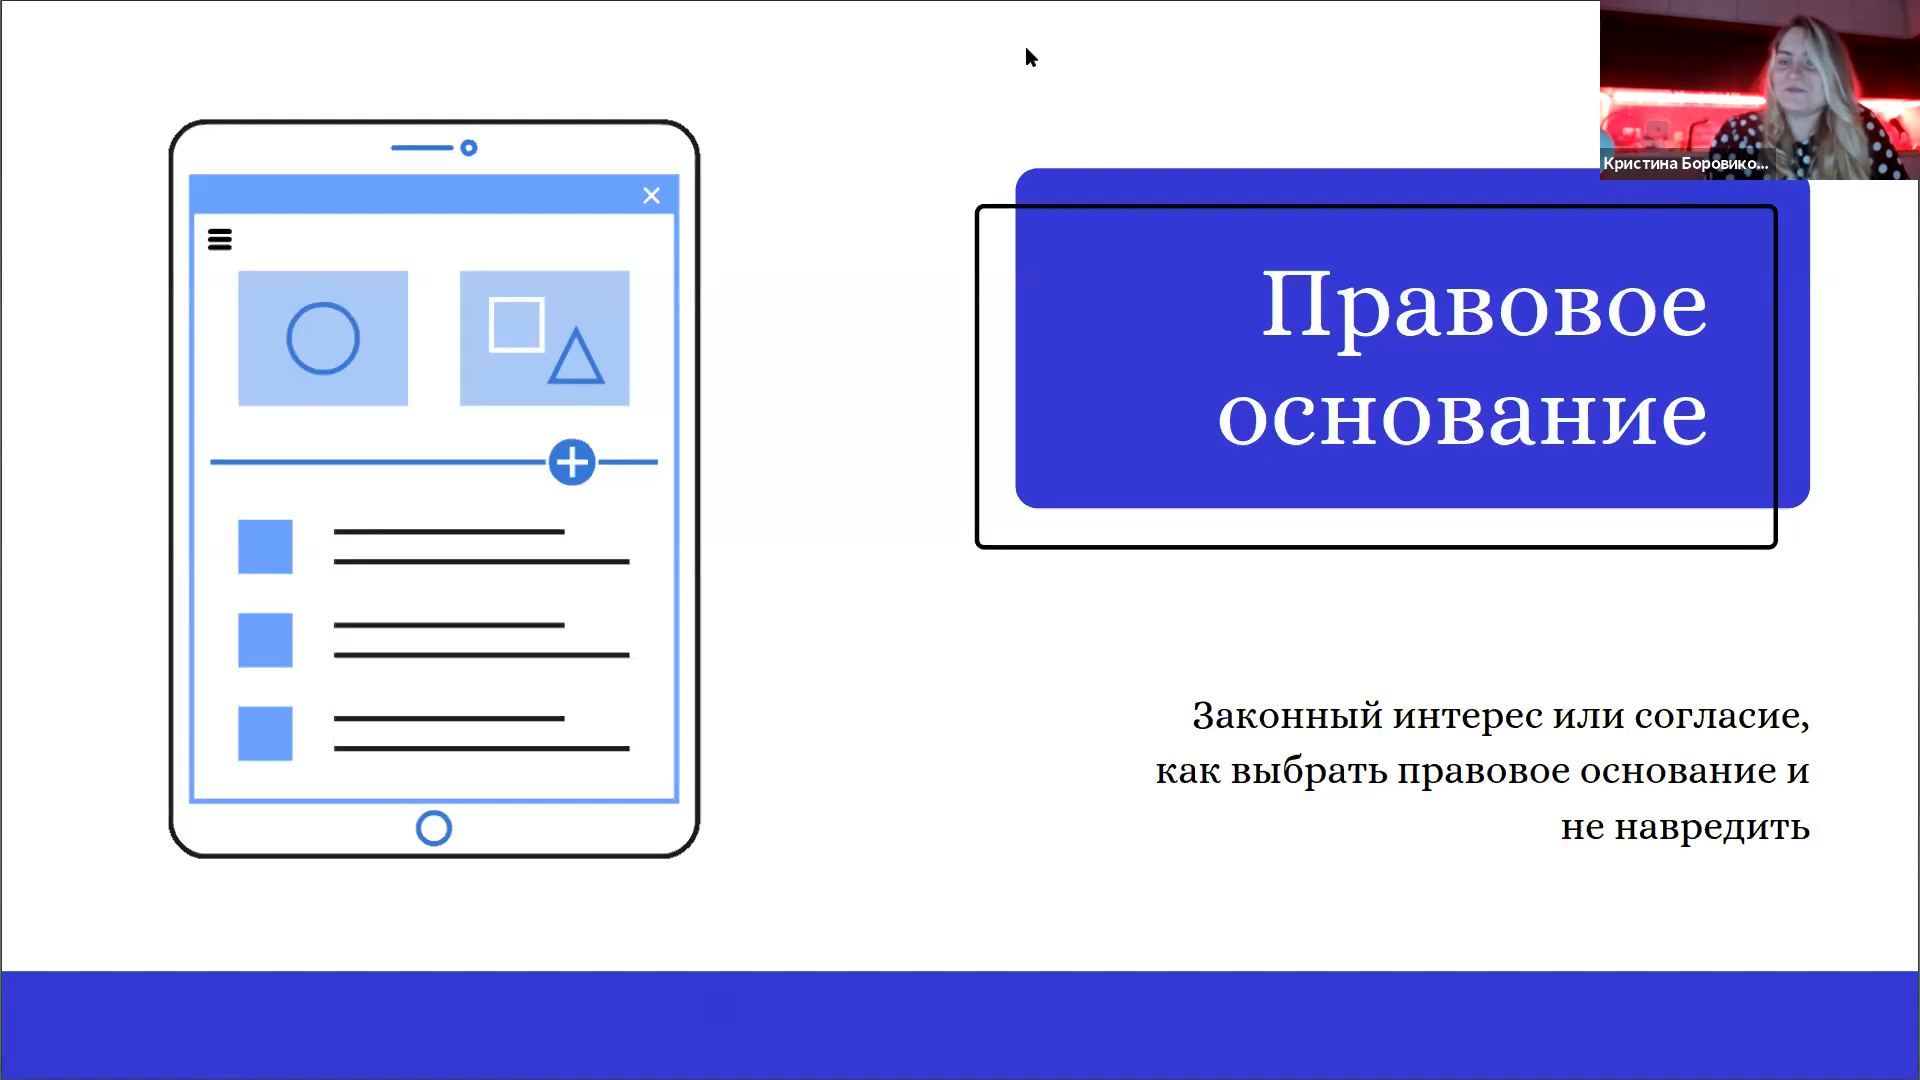 Кристина Боровико...
Правовое
основание
Законный интерес или согласие,
как выбрать правовое основание и
не навредить